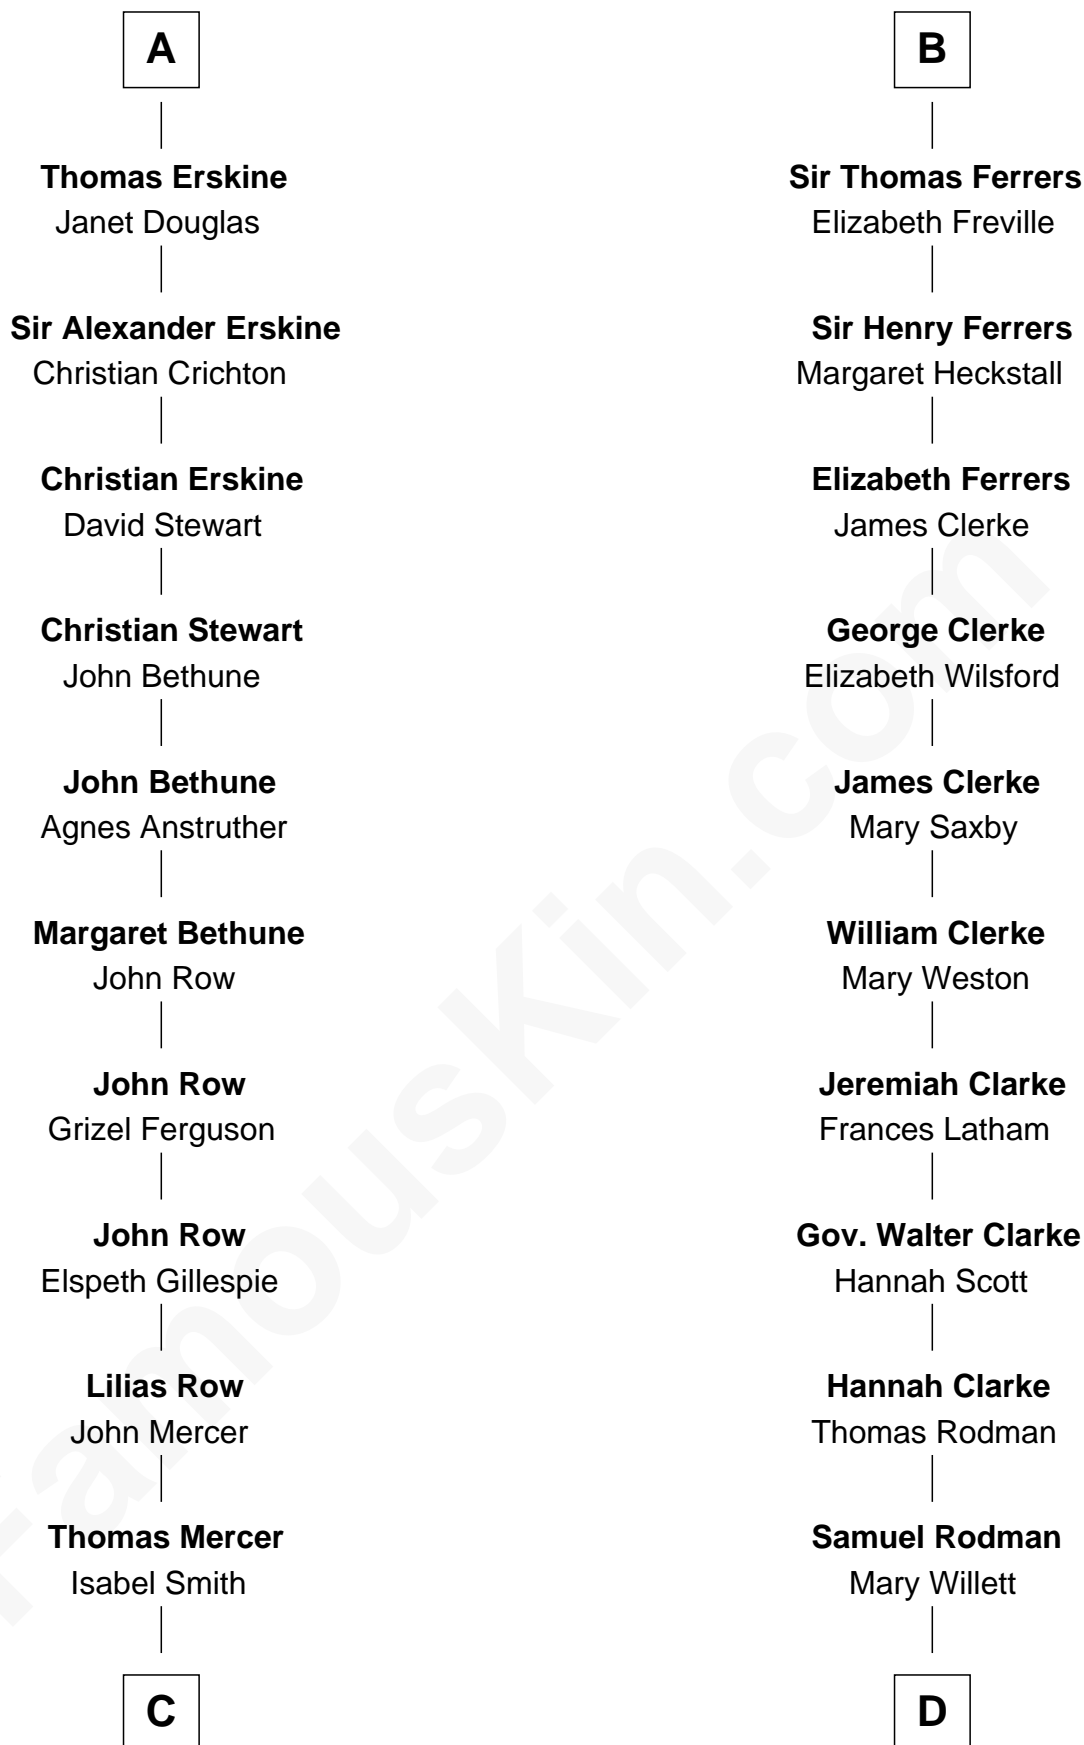 A
Thomas Erskine
Janet Douglas
Sir Alexander Erskine
Christian Crichton
Christian Erskine
David Stewart
Christian Stewart
John Bethune
John Bethune
Agnes Anstruther
Margaret Bethune
John Row
John Row
Grizel Ferguson
John Row
Elspeth Gillespie
Lilias Row
John Mercer
Thomas Mercer
Isabel Smith
C
B
Sir Thomas Ferrers
Elizabeth Freville
Sir Henry Ferrers
Margaret Heckstall
Elizabeth Ferrers
James Clerke
George Clerke
Elizabeth Wilsford
James Clerke
Mary Saxby
William Clerke
Mary Weston
Jeremiah Clarke
Frances Latham
Gov. Walter Clarke
Hannah Scott
Hannah Clarke
Thomas Rodman
Samuel Rodman
Mary Willett
D
FamousKin.com